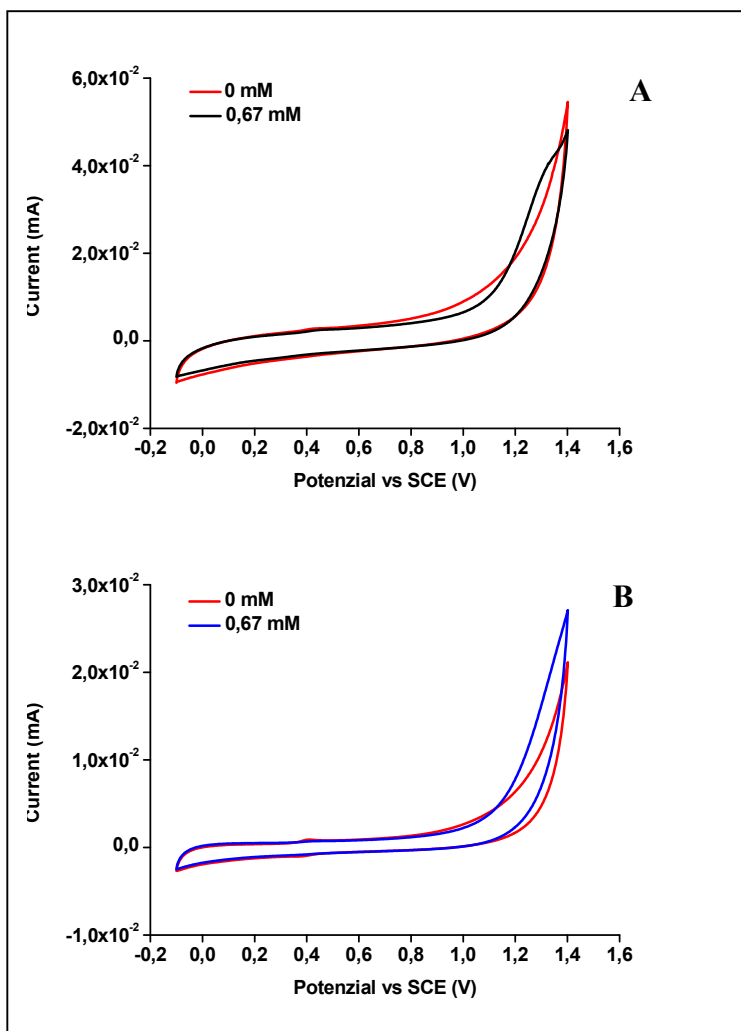 A
6,0x10⁻²
0 mM
0,67 mM
4,0x10⁻²
2,0x10⁻²
0,0
-2,0x10⁻²
Current (mA)
-0,2 0,0 0,2 0,4 0,6 0,8 1,0 1,2 1,4 1,6
Potenzial vs SCE (V)
B
3,0x10⁻²
0 mM
0,67 mM
2,0x10⁻²
1,0x10⁻²
0,0
-1,0x10⁻²
Current (mA)
-0,2 0,0 0,2 0,4 0,6 0,8 1,0 1,2 1,4 1,6
Potenzial vs SCE (V)